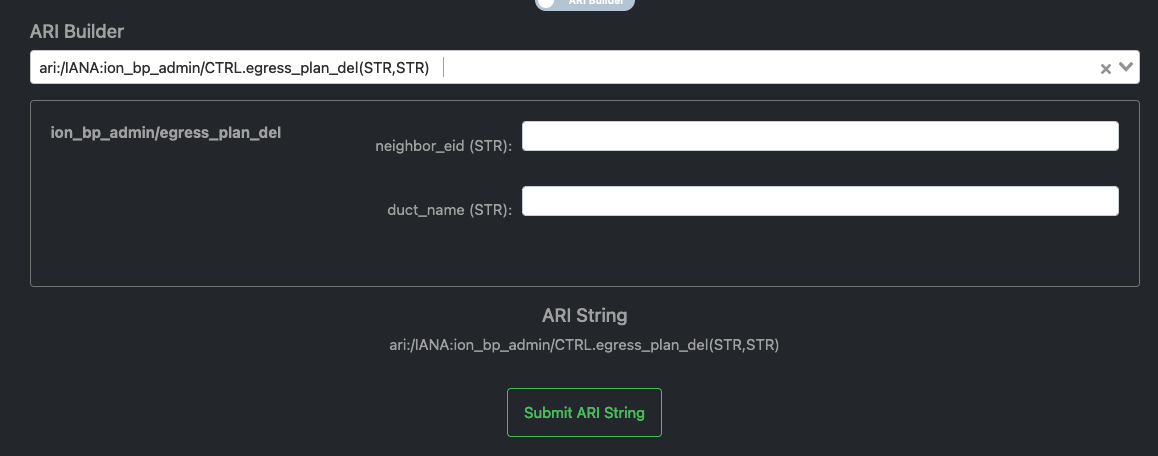 ARI Builder
ARI Builder
ari:/IANA:ion_bp_admin/CTRL.egress_plan_del(STR,STR)
ion_bp_admin/egress_plan_del
neighbor_eid (STR):
duct_name (STR):
ARI String
ari:/IANA:ion_bp_admin/CTRL.egress_plan_del(STR,STR)
Submit ARI String